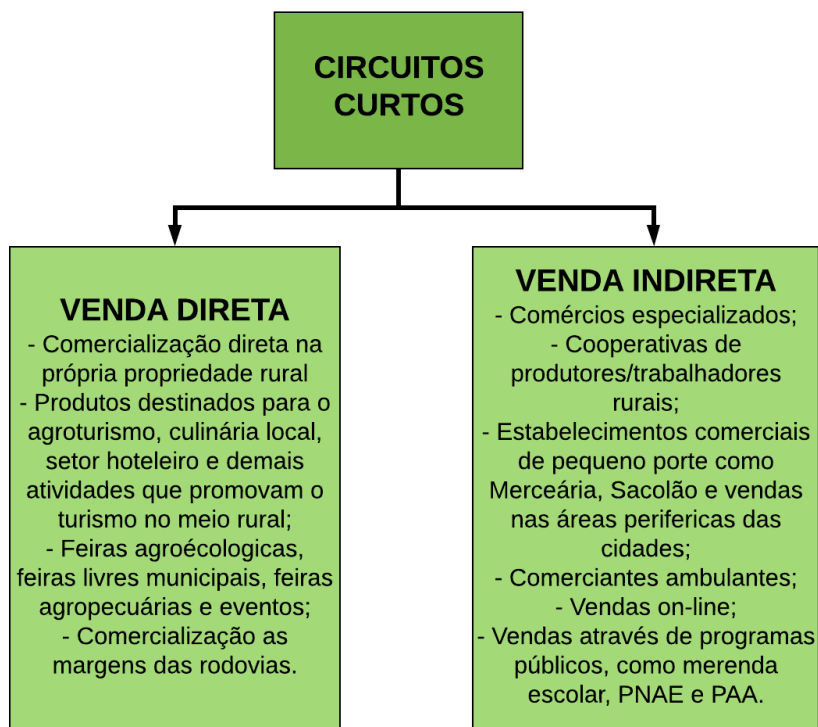 CIRCUITOS
CURTOS
VENDA DIRETA
- Comercialização direta na
própria propriedade rural
- Produtos destinados para o
agroturismo, culinária local,
setor hoteleiro e demais
atividades que promovam o
turismo no meio rural;
- Feiras agroécologicas,
feiras livres municipais, feiras
agropecuárias e eventos;
- Comercialização as
margens das rodovias.
VENDA INDIRETA
- Comércios especializados;
- Cooperativas de
produtores/trabalhadores
rurais;
- Estabelecimentos comerciais
de pequeno porte como
Merceária, Sacolão e vendas
nas áreas perifericas das
cidades;
- Comerciantes ambulantes;
- Vendas on-line;
- Vendas através de programas
públicos, como merenda
escolar, PNAE e PAA.